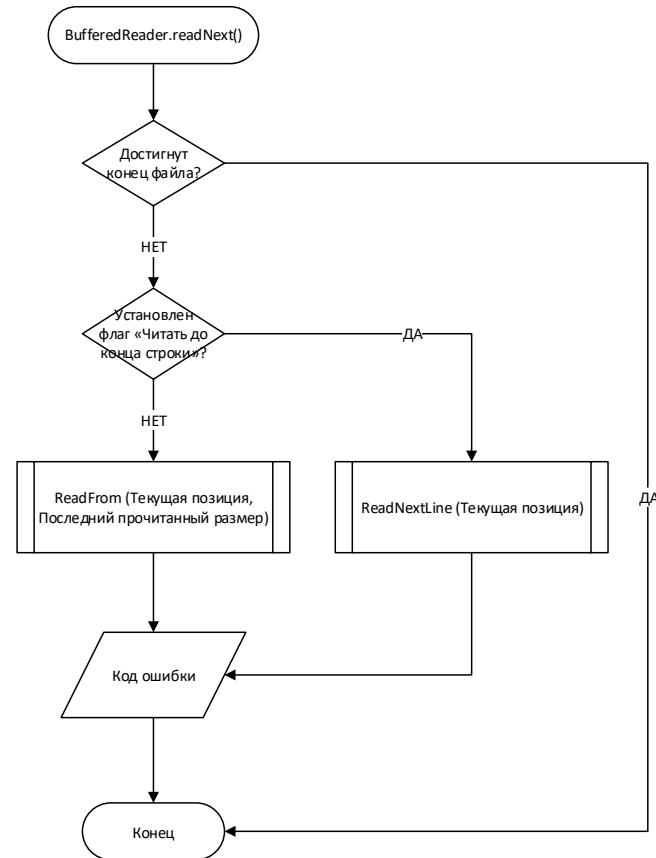 BufferedReader.readNext()
Достигнут
конец файла?
НЕТ
Установлен
флаг «Читать до
конца строки»?
ДА
НЕТ
ReadFrom (Текущая позиция,
Последний прочитанный размер)
ReadNextLine (Текущая позиция)
ДА
Код ошибки
Конец